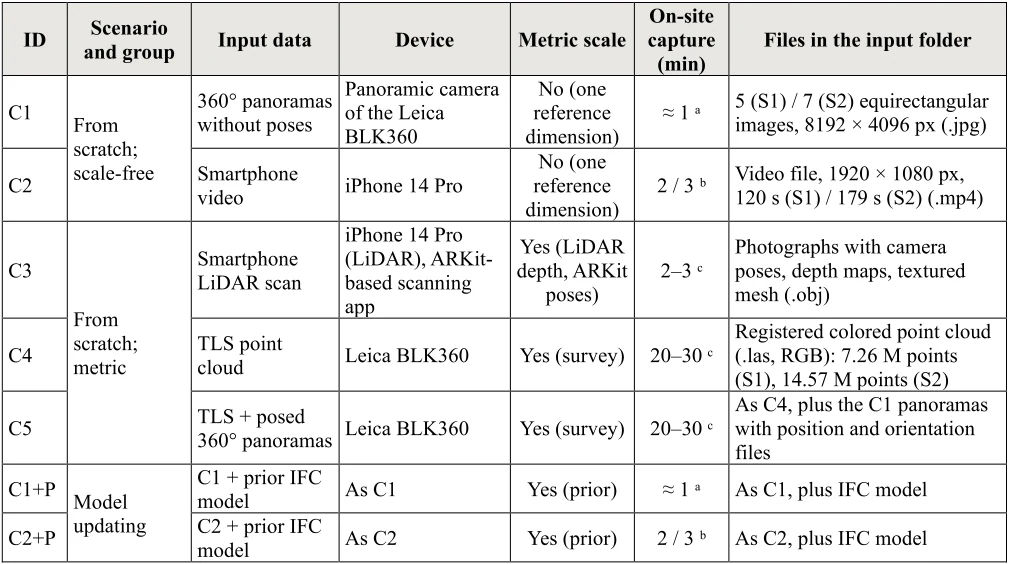 ID
Scenario
and group
Input data
Device
Metric scale
On-site
capture
(min)
Files in the input folder
C1
From
scratch;
scale-free
360° panoramas
without poses
Panoramic camera
of the Leica
BLK360
No (one
reference
dimension)
≈ 1 ᵃ
5 (S1) / 7 (S2) equirectangular
images, 8192 × 4096 px (.jpg)
C2
Smartphone
video
iPhone 14 Pro
No (one
reference
dimension)
2 / 3 ᵇ
Video file, 1920 × 1080 px,
120 s (S1) / 179 s (S2) (.mp4)
C3
From
scratch;
metric
Smartphone
LiDAR scan
iPhone 14 Pro
(LiDAR), ARKit-
based scanning
app
Yes (LiDAR
depth, ARKit
poses)
2–3 ᶜ
Photographs with camera
poses, depth maps, textured
mesh (.obj)
C4
TLS point
cloud
Leica BLK360
Yes (survey)
20–30 ᶜ
Registered colored point cloud
(.las, RGB): 7.26 M points
(S1), 14.57 M points (S2)
C5
TLS + posed
360° panoramas
Leica BLK360
Yes (survey)
20–30 ᶜ
As C4, plus the C1 panoramas
with position and orientation
files
C1+P
Model
updating
C1 + prior IFC
model
As C1
Yes (prior)
≈ 1 ᵃ
As C1, plus IFC model
C2+P
C2 + prior IFC
model
As C2
Yes (prior)
2 / 3 ᵇ
As C2, plus IFC model